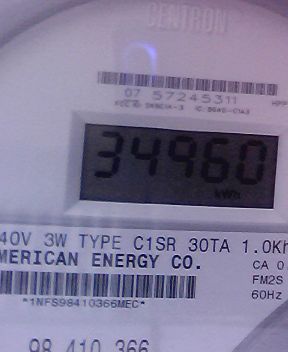 CENTRON
07 57245311
34960
kWh
40V 3W TYPE C1SR 30TA 1.0Kh
MERICAN ENERGY CO.
CA 0.
FM2S
60Hz
*1NFS98410366MEC*
98 410 366